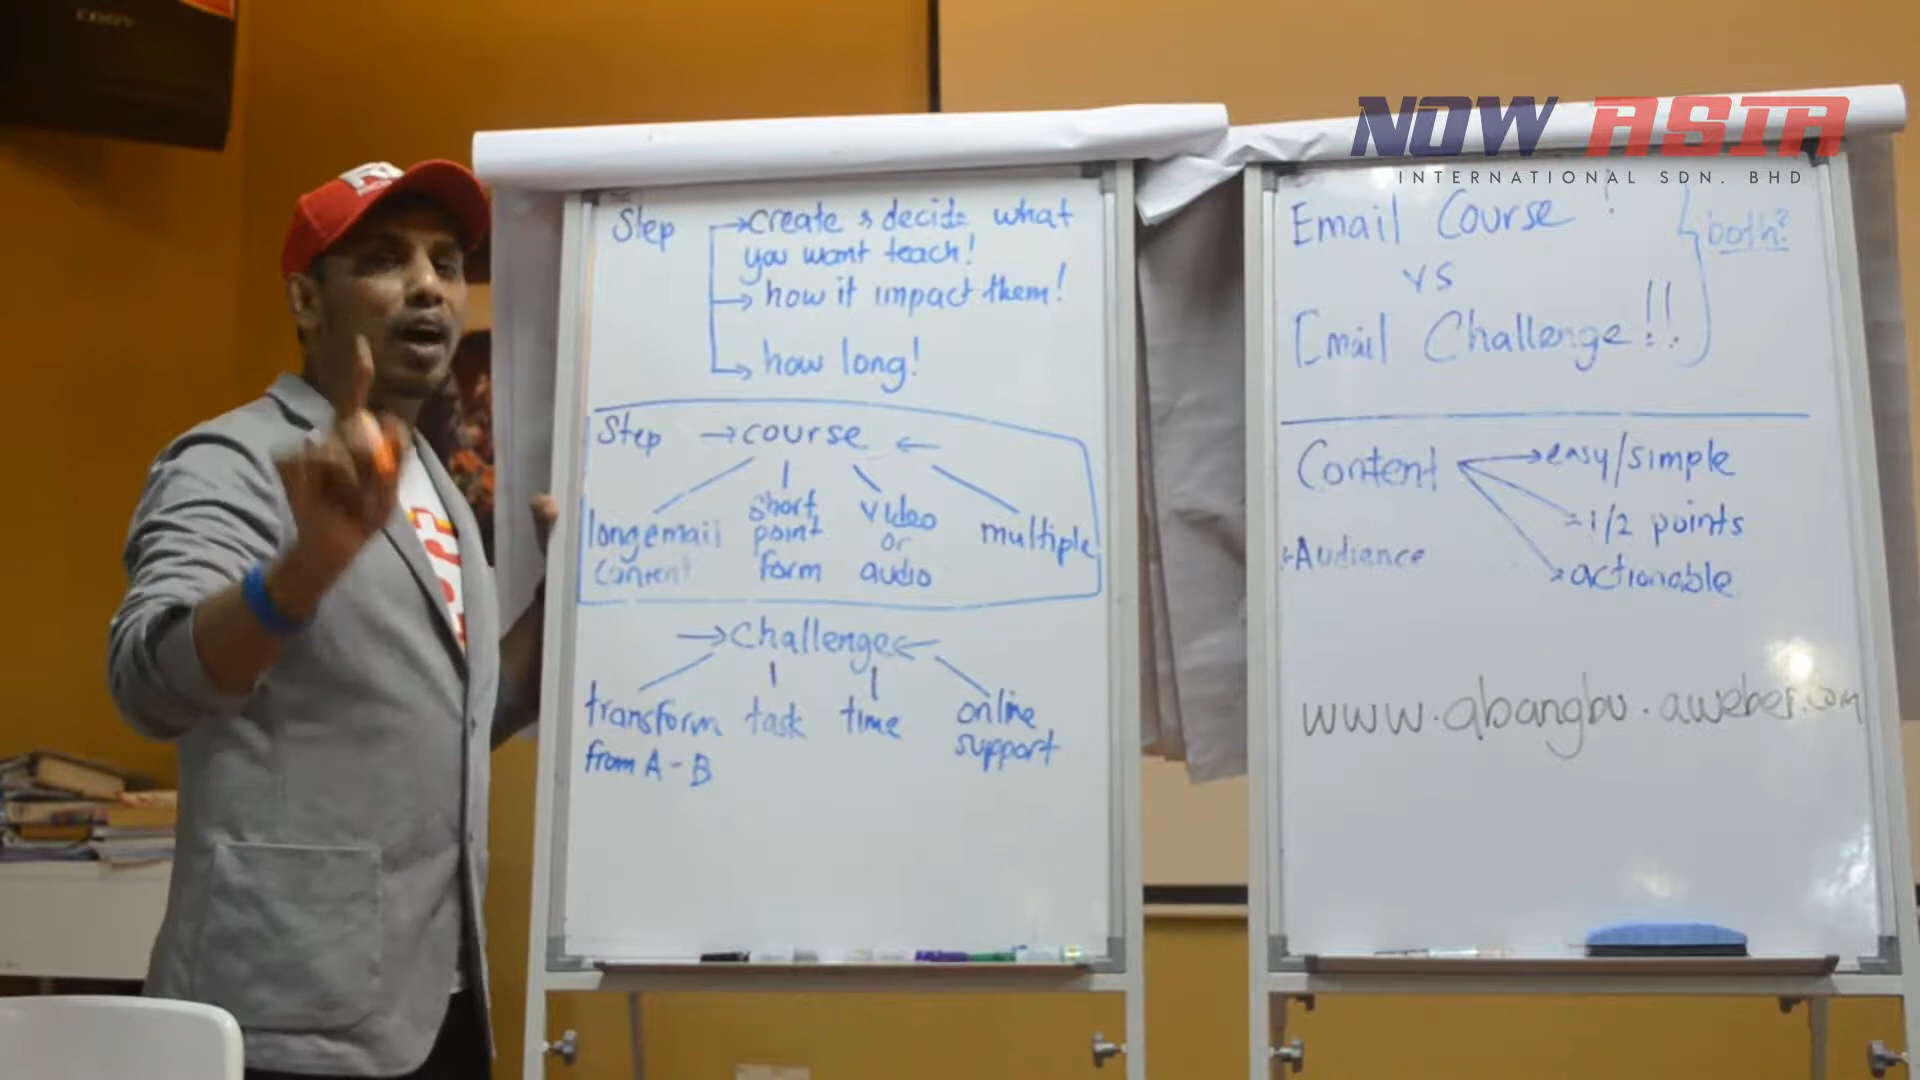 NOW ASIA
INTERNATIONAL SDN. BHD
Step
→ create & decide what
you want teach!
→ how it impact them!
→ how long!
Step → course ←
long email
content
short
point
form
video
or
audio
multiple
→ challenge ←
transform
from A - B
task
time
online
support
Email Course !
vs
Email Challenge!!
both?
Content
→ easy/simple
→ 1/2 points
→ actionable
Audience
www.abangbu.aweber.com